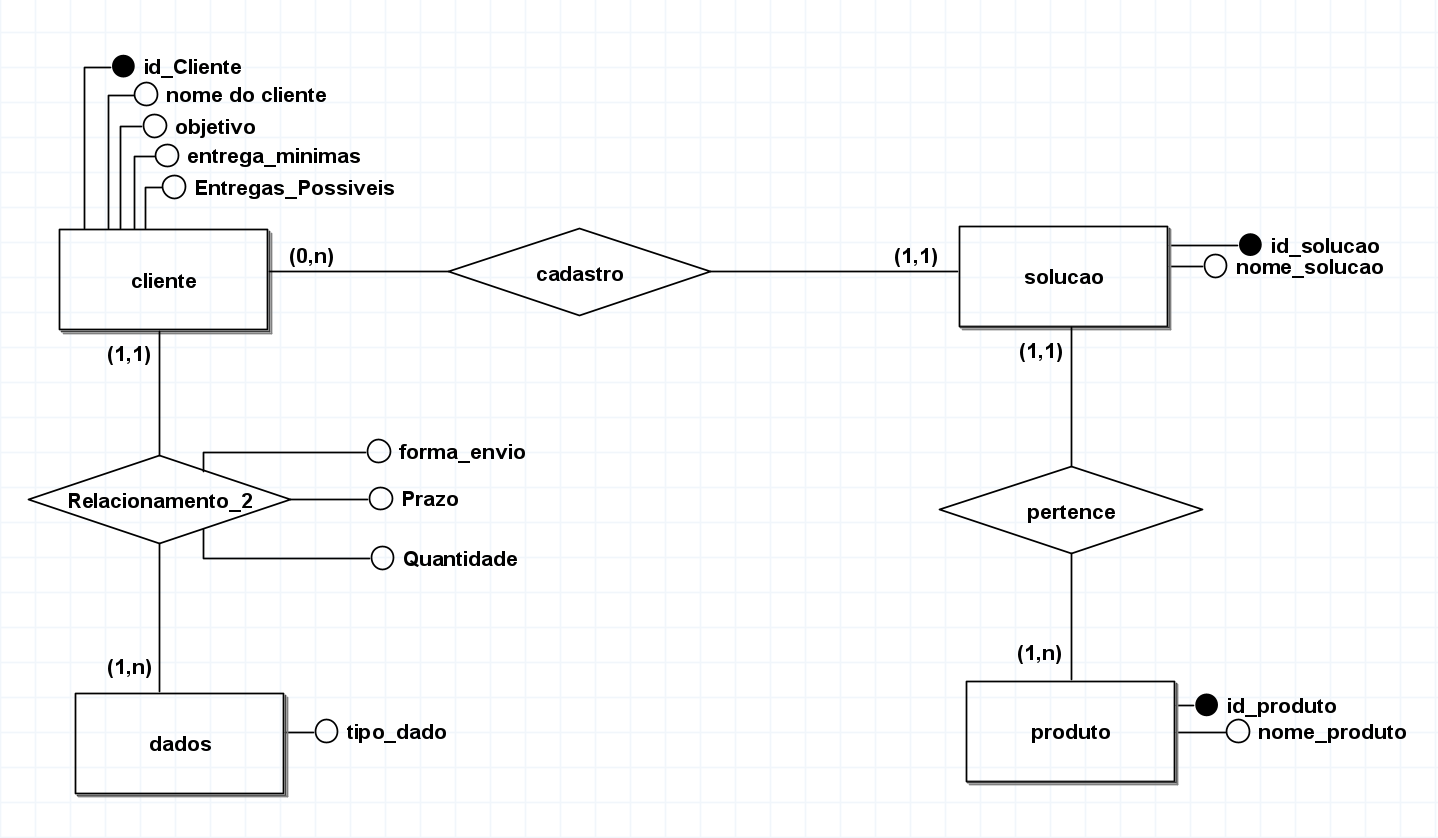 id_Cliente
nome do cliente
objetivo
entrega_minimas
Entregas_Possiveis
cliente
(0,n)
cadastro
(1,1)
solucao
id_solucao
nome_solucao
(1,1)
(1,1)
Relacionamento_2
forma_envio
Prazo
Quantidade
pertence
(1,n)
(1,n)
dados
tipo_dado
produto
id_produto
nome_produto